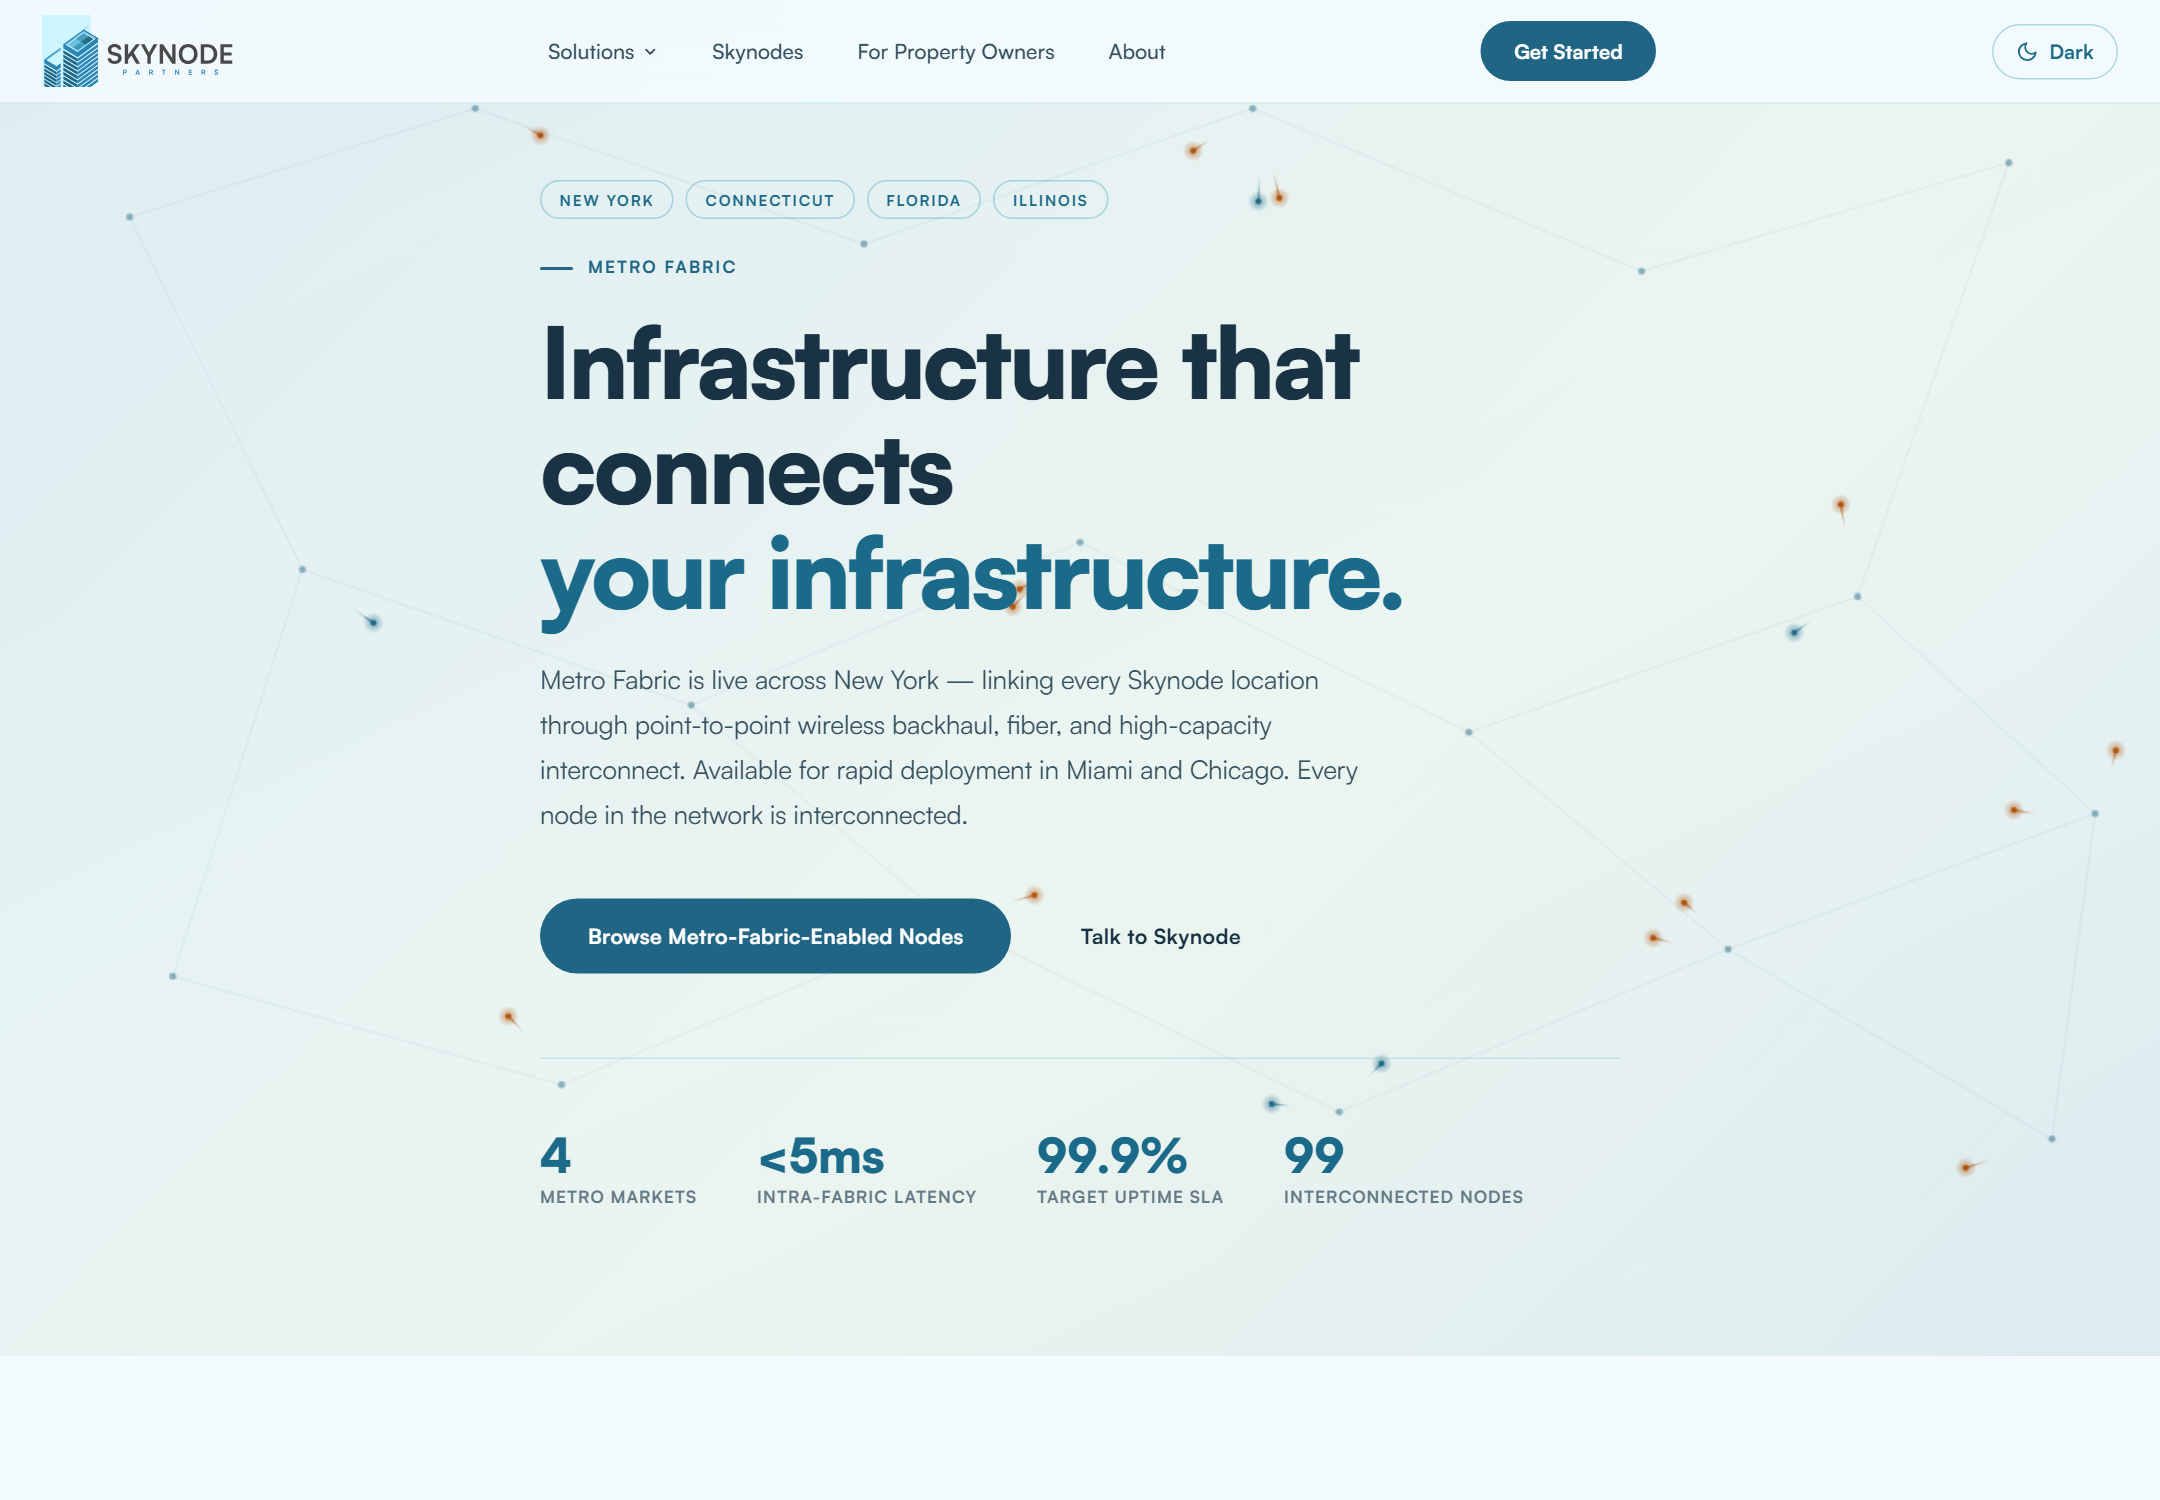 SKYNODE
PARTNERS
Solutions
Skynodes
For Property Owners
About
Get Started
Dark
NEW YORK
CONNECTICUT
FLORIDA
ILLINOIS
METRO FABRIC
Infrastructure that
connects
your infrastructure.
Metro Fabric is live across New York — linking every Skynode location
through point-to-point wireless backhaul, fiber, and high-capacity
interconnect. Available for rapid deployment in Miami and Chicago. Every
node in the network is interconnected.
Browse Metro-Fabric-Enabled Nodes
Talk to Skynode
4
METRO MARKETS
<5ms
INTRA-FABRIC LATENCY
99.9%
TARGET UPTIME SLA
99
INTERCONNECTED NODES